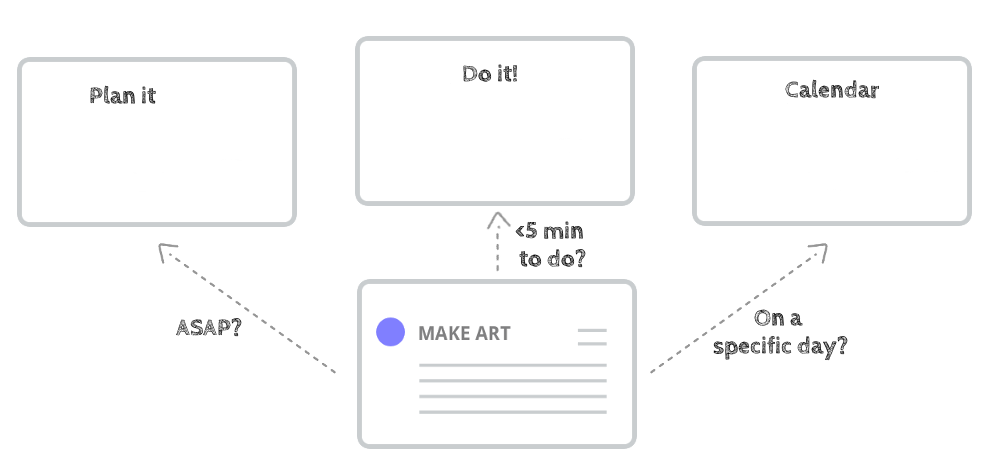 Do it!
Plan it
Calendar
<5 min
to do?
ASAP?
On a
specific day?
MAKE ART